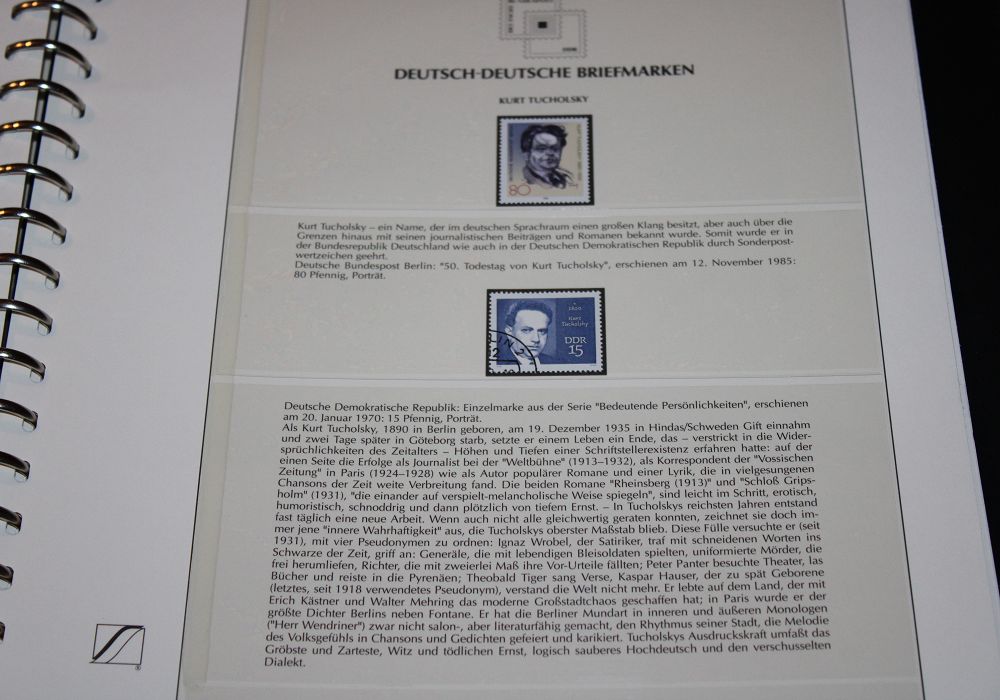 DDR
DEUTSCH-DEUTSCHE BRIEFMARKEN
KURT TUCHOLSKY
80
Kurt Tucholsky – ein Name, der im deutschen Sprachraum einen großen Klang besitzt, aber auch über die
Grenzen hinaus mit seinen journalistischen Beiträgen und Romanen bekannt wurde. Somit wurde er in
der Bundesrepublik Deutschland wie auch in der Deutschen Demokratischen Republik durch Sonderpost-
wertzeichen geehrt.
Deutsche Bundespost Berlin: "50. Todestag von Kurt Tucholsky", erschienen am 12. November 1985:
80 Pfennig, Porträt.
Kurt
Tucholsky
DDR
15
Deutsche Demokratische Republik: Einzelmarke aus der Serie "Bedeutende Persönlichkeiten", erschienen
am 20. Januar 1970: 15 Pfennig, Porträt.
Als Kurt Tucholsky, 1890 in Berlin geboren, am 19. Dezember 1935 in Hindas/Schweden Gift einnahm
und zwei Tage später in Göteborg starb, setzte er einem Leben ein Ende, das – verstrickt in die Wider-
sprüchlichkeiten des Zeitalters – Höhen und Tiefen einer Schriftstellerexistenz erfahren hatte: auf der
einen Seite die Erfolge als Journalist bei der "Weltbühne" (1913–1932), als Korrespondent der "Vossischen
Zeitung" in Paris (1924–1928) wie als Autor populärer Romane und einer Lyrik, die in vielgesungenen
Chansons der Zeit weite Verbreitung fand. Die beiden Romane "Rheinsberg (1913)" und "Schloß Grips-
holm" (1931), "die einander auf verspielt-melancholische Weise spiegeln", sind leicht im Schritt, erotisch,
humoristisch, schnoddrig und dann plötzlich von tiefem Ernst. – In Tucholskys reichsten Jahren entstand
fast täglich eine neue Arbeit. Wenn auch nicht alle gleichwertig geraten konnten, zeichnet sie doch im-
mer jene "innere Wahrhaftigkeit" aus, die Tucholskys oberster Maßstab blieb. Diese Fülle versuchte er (seit
1931), mit vier Pseudonymen zu ordnen: Ignaz Wrobel, der Satiriker, traf mit schneidenen Worten ins
Schwarze der Zeit, griff an: Generäle, die mit lebendigen Bleisoldaten spielten, uniformierte Mörder, die
frei herumliefen, Richter, die mit zweierlei Maß ihre Vor-Urteile fällten; Peter Panter besuchte Theater, las
Bücher und reiste in die Pyrenäen; Theobald Tiger sang Verse, Kaspar Hauser, der zu spät Geborene
(letztes, seit 1918 verwendetes Pseudonym), verstand die Welt nicht mehr. Er lebte auf dem Land, der mit
Erich Kästner und Walter Mehring das moderne Großstadtchaos geschaffen hat; in Paris wurde er der
größte Dichter Berlins neben Fontane. Er hat die Berliner Mundart in inneren und äußeren Monologen
("Herr Wendriner") zwar nicht salon-, aber literaturfähig gemacht, den Rhythmus seiner Stadt, die Melodie
des Volksgefühls in Chansons und Gedichten gefeiert und karikiert. Tucholskys Ausdruckskraft umfaßt das
Gröbste und Zarteste, Witz und tödlichen Ernst, logisch sauberes Hochdeutsch und den verschusselten
Dialekt.